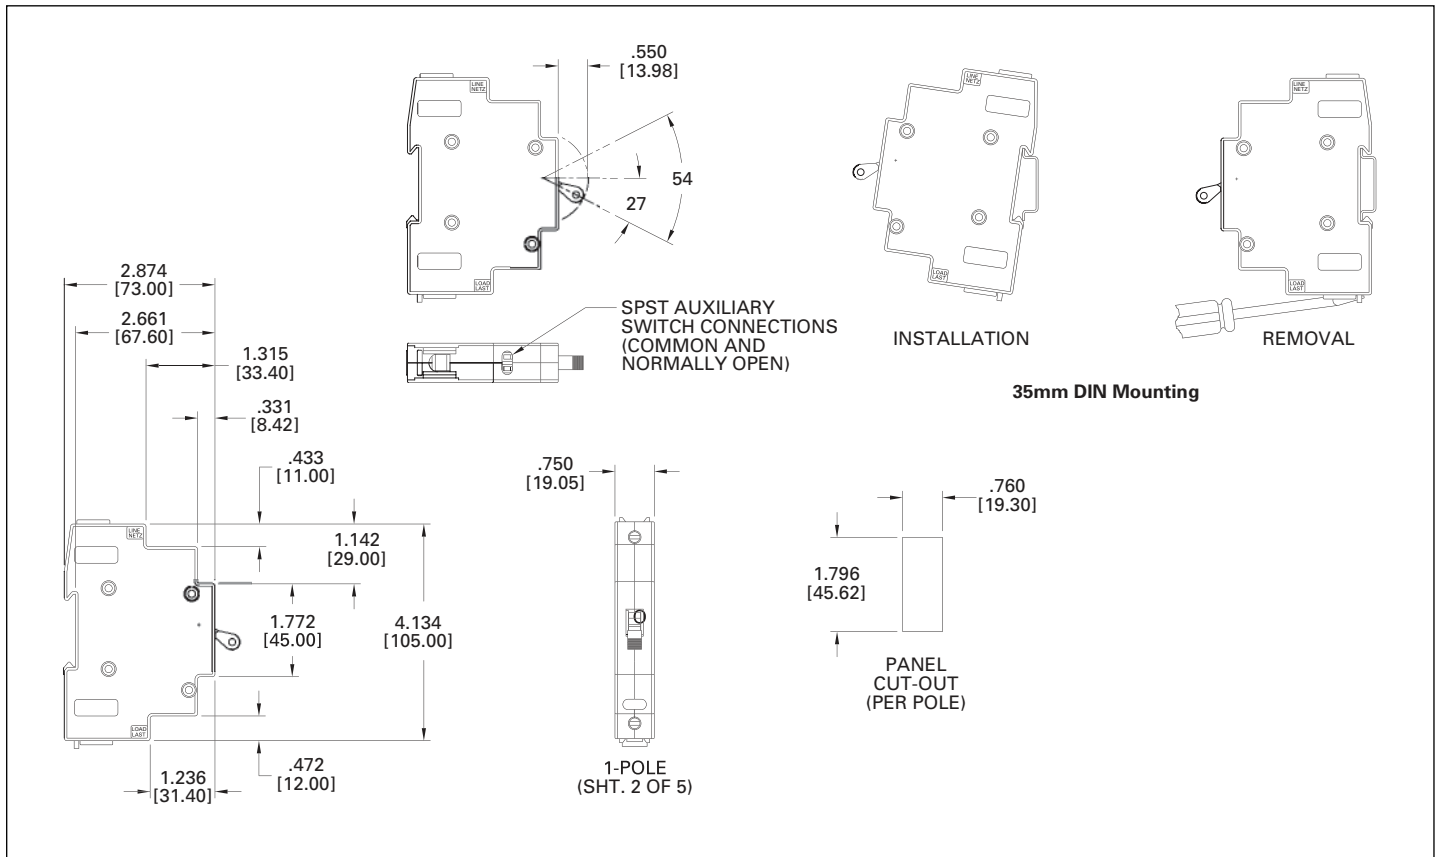 .550
[13.98]
LINE
NETZ
54
27
LOAD
LAST
LINE
NETZ
LOAD
LAST
INSTALLATION
LINE
NETZ
LOAD
LAST
REMOVAL
35mm DIN Mounting
SPST AUXILIARY
SWITCH CONNECTIONS
(COMMON AND
NORMALLY OPEN)
2.874
[73.00]
2.661
[67.60]
1.315
[33.40]
.331
[8.42]
.433
[11.00]
1.142
[29.00]
LINE
NETZ
1.772
[45.00]
4.134
[105.00]
LOAD
LAST
1.236
[31.40]
.472
[12.00]
.750
[19.05]
1-POLE
(SHT. 2 OF 5)
.760
[19.30]
1.796
[45.62]
PANEL
CUT-OUT
(PER POLE)